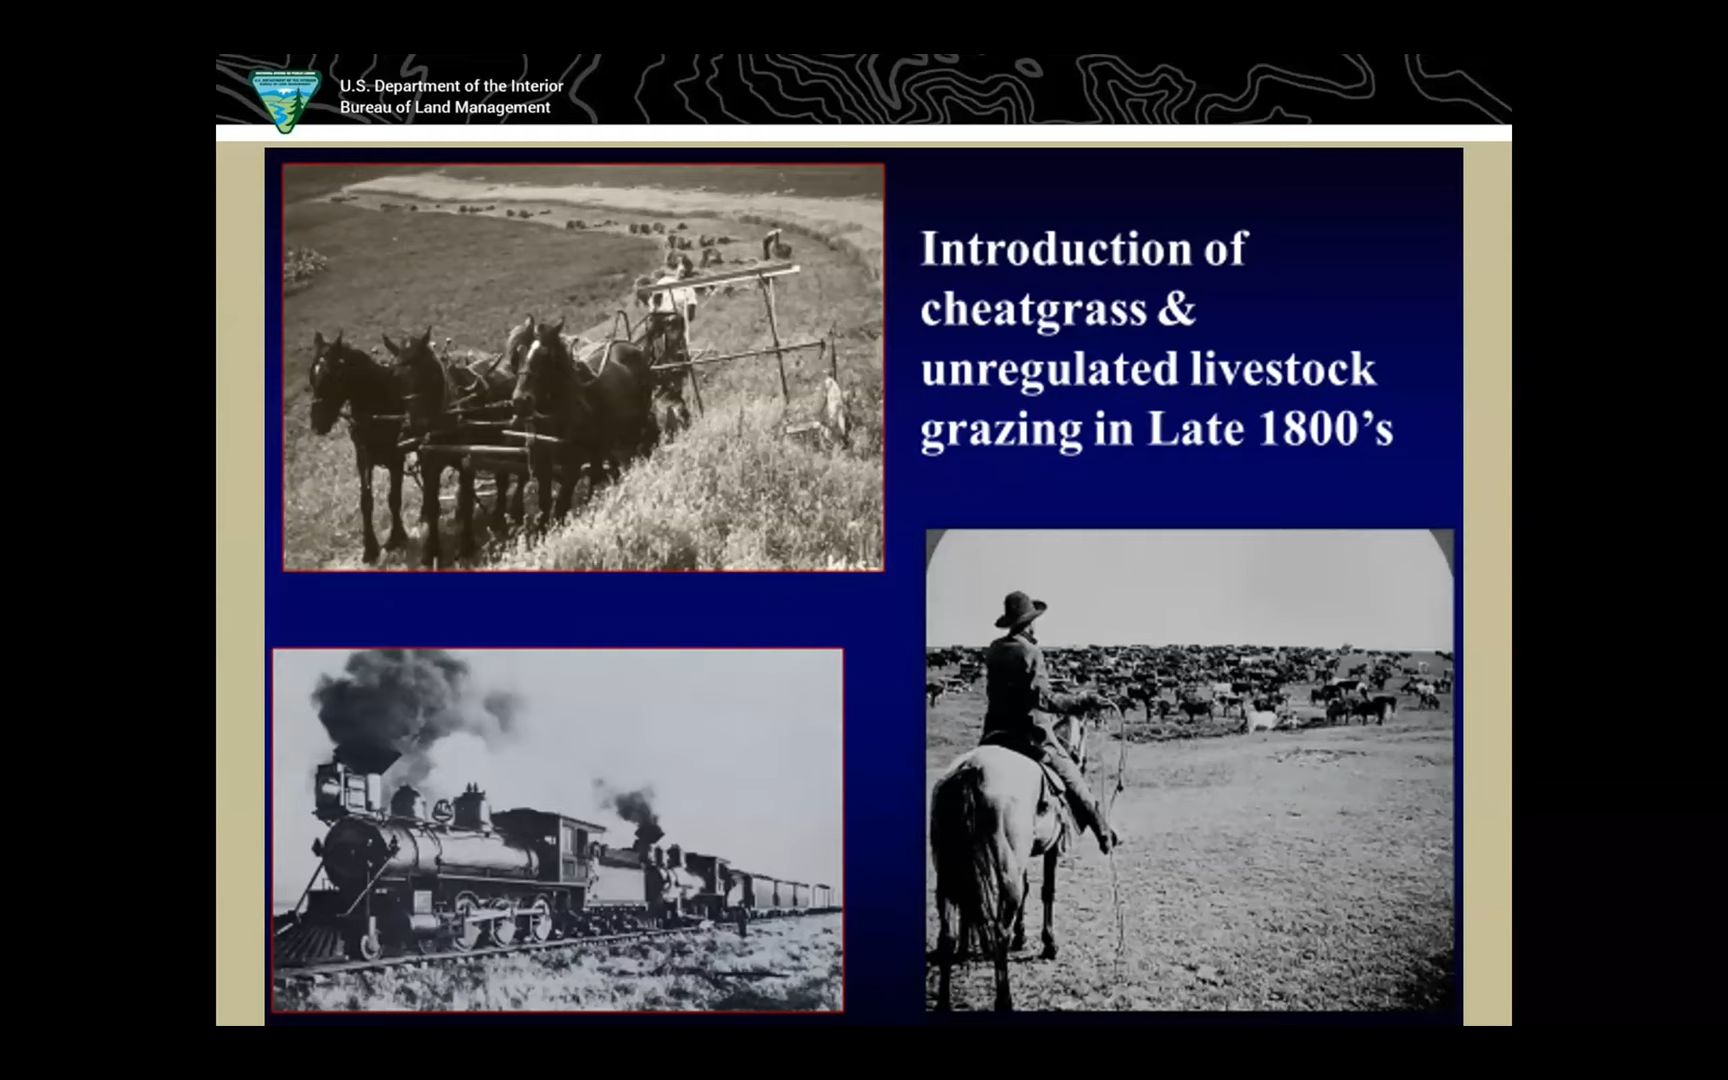 U.S. Department of the Interior
Bureau of Land Management
Introduction of
cheatgrass &
unregulated livestock
grazing in Late 1800’s